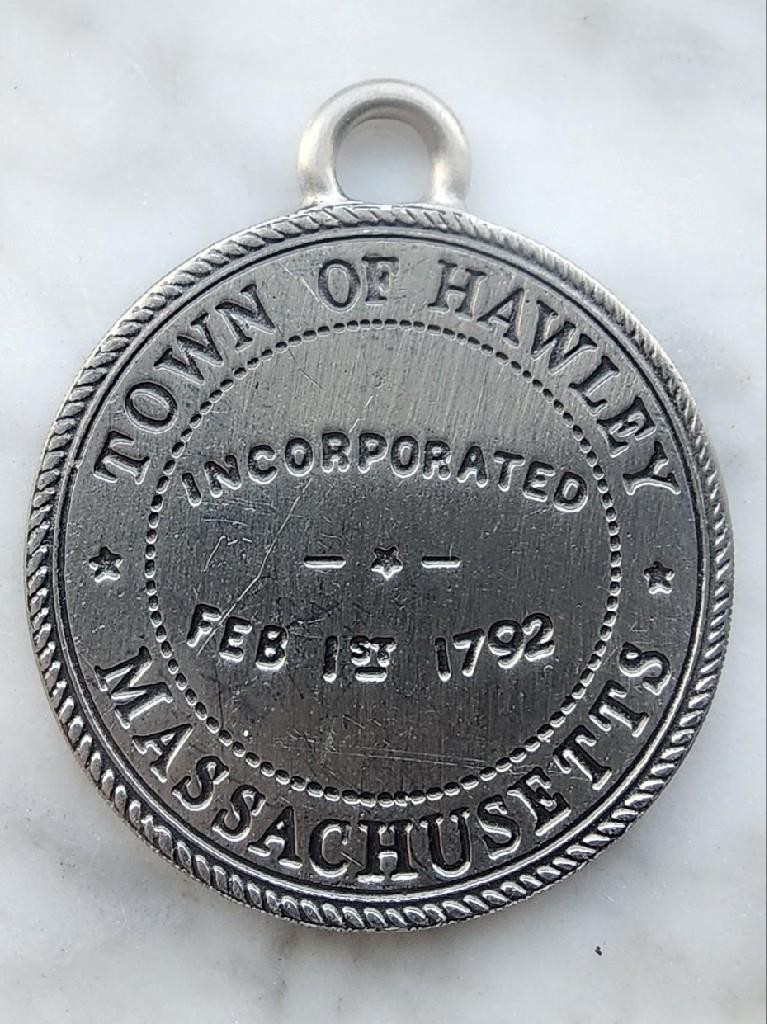 TOWN OF HAWLEY
INCORPORATED
FEB 1ST 1792
MASSACHUSETTS